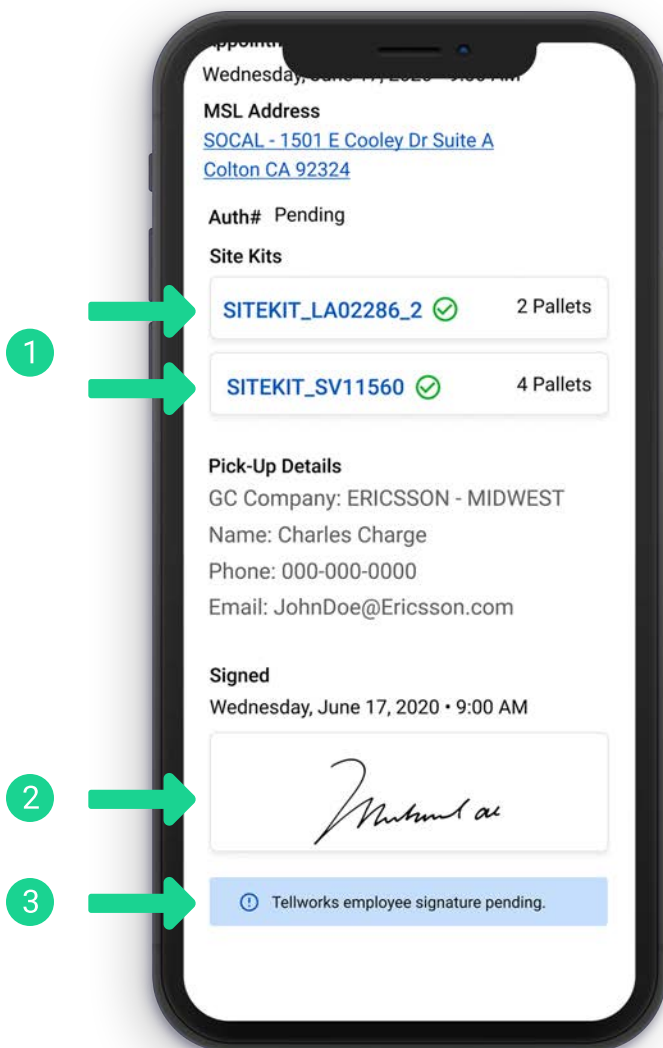 Wednesday,
MSL Address
SOCAL - 1501 E Cooley Dr Suite A
Colton CA 92324
Auth# Pending
Site Kits
1
SITEKIT_LA02286_2 2 Pallets
SITEKIT_SV11560 4 Pallets
Pick-Up Details
GC Company: ERICSSON - MIDWEST
Name: Charles Charge
Phone: 000-000-0000
Email: JohnDoe@Ericsson.com
Signed
Wednesday, June 17, 2020 • 9:00 AM
2
3
Tellworks employee signature pending.